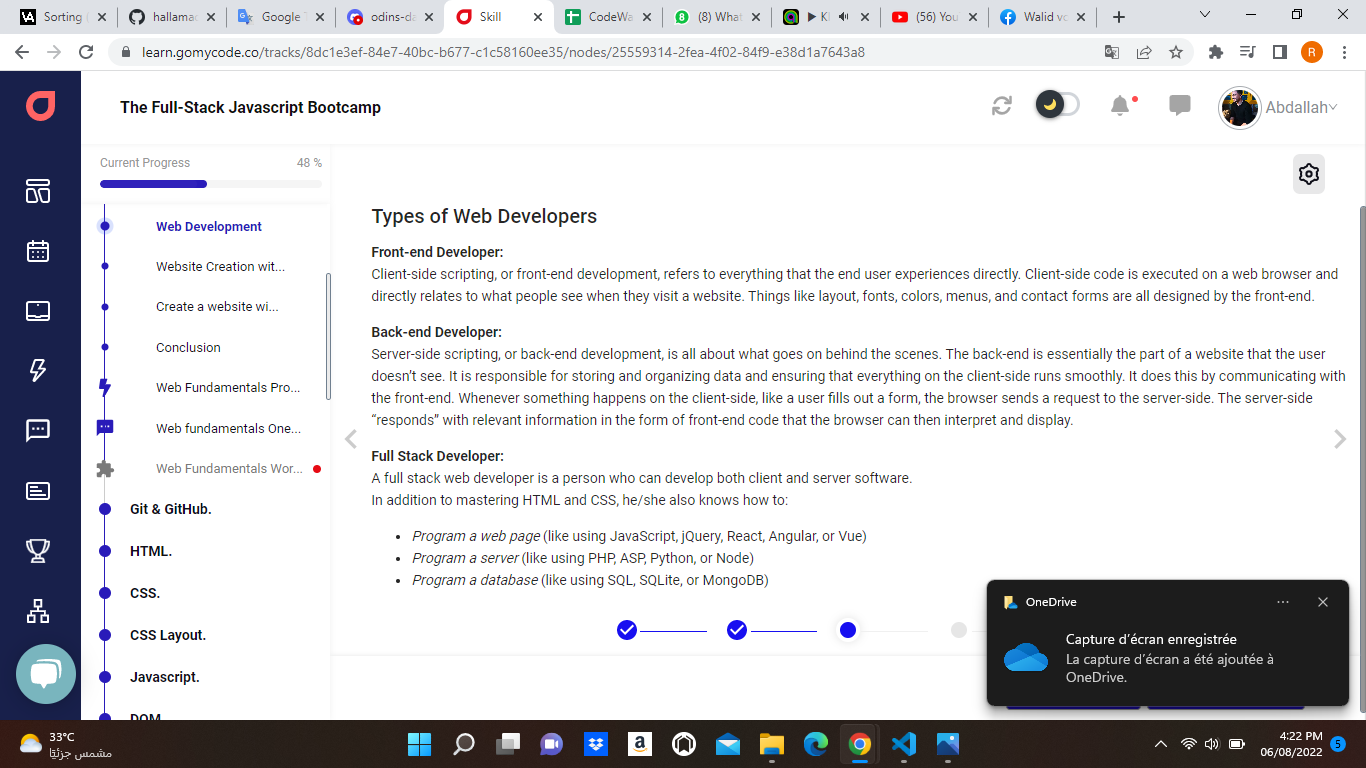 Sorting
hallamac
Google
odins-da
Skill
CodeWa
(8) What
(56) You
Walid vo
learn.gomycode.co/tracks/8dc1e3ef-84e7-40bc-b677-c1c58160ee35/nodes/25559314-2fea-4f02-84f9-e38d1a7643a8
R
The Full-Stack Javascript Bootcamp
Abdallah
Current Progress 48 %
Web Development
Website Creation wit...
Create a website wi...
Conclusion
Web Fundamentals Pro...
Web fundamentals One...
Web Fundamentals Wor...
Git & GitHub.
HTML.
CSS.
CSS Layout.
Javascript.
DOM
Types of Web Developers
Front-end Developer:
Client-side scripting, or front-end development, refers to everything that the end user experiences directly. Client-side code is executed on a web browser and
directly relates to what people see when they visit a website. Things like layout, fonts, colors, menus, and contact forms are all designed by the front-end.
Back-end Developer:
Server-side scripting, or back-end development, is all about what goes on behind the scenes. The back-end is essentially the part of a website that the user
doesn’t see. It is responsible for storing and organizing data and ensuring that everything on the client-side runs smoothly. It does this by communicating with
the front-end. Whenever something happens on the client-side, like a user fills out a form, the browser sends a request to the server-side. The server-side
“responds” with relevant information in the form of front-end code that the browser can then interpret and display.
Full Stack Developer:
A full stack web developer is a person who can develop both client and server software.
In addition to mastering HTML and CSS, he/she also knows how to:
• Program a web page (like using JavaScript, jQuery, React, Angular, or Vue)
• Program a server (like using PHP, ASP, Python, or Node)
• Program a database (like using SQL, SQLite, or MongoDB)
OneDrive
Capture d’écran enregistrée
La capture d’écran a été ajoutée à
OneDrive.
33°C
مشمس جزئيًا
4:22 PM
06/08/2022
5